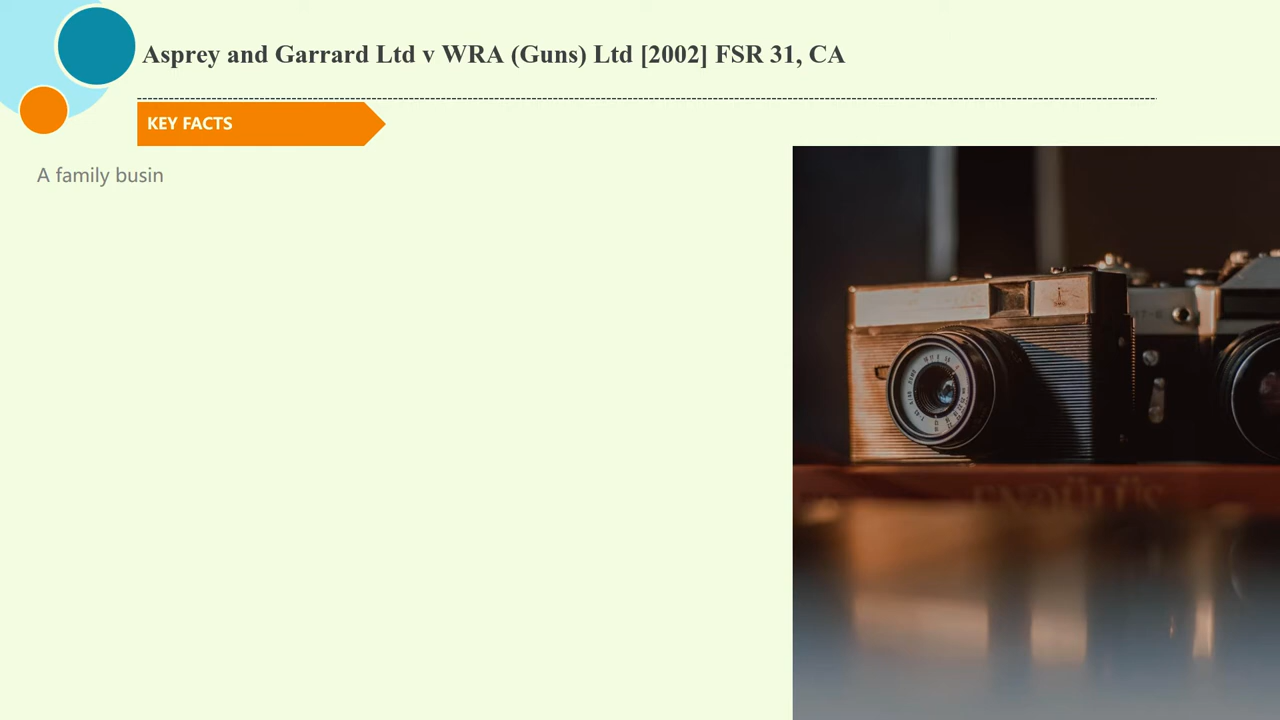 Asprey and Garrard Ltd v WRA (Guns) Ltd [2002] FSR 31, CA
KEY FACTS
A family busin